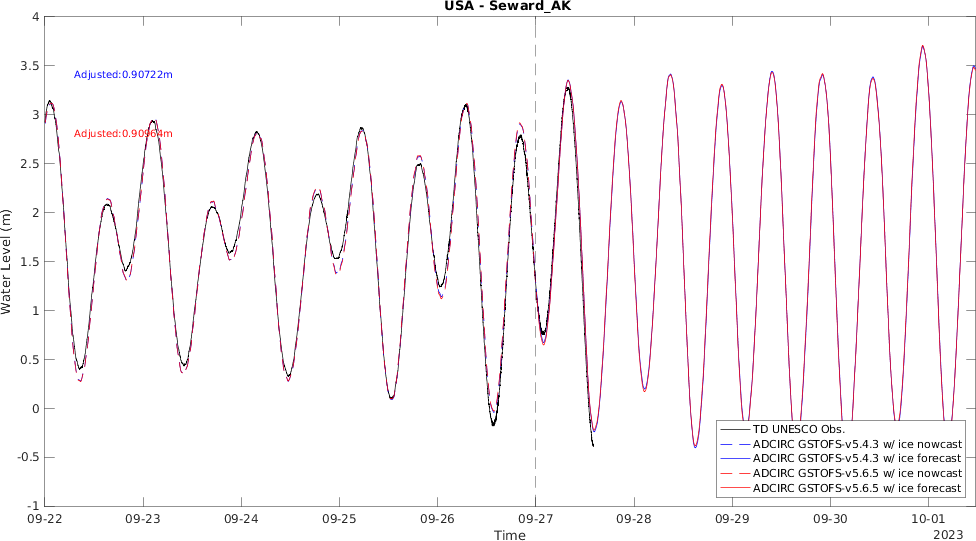 USA - Seward_AK
4
3.5
3
2.5
2
1.5
1
0.5
0
-0.5
-1
Water Level (m)
Adjusted:0.90722m
Adjusted:0.90964m
TD UNESCO Obs.
ADCIRC GSTOFS-v5.4.3 w/ ice nowcast
ADCIRC GSTOFS-v5.4.3 w/ ice forecast
ADCIRC GSTOFS-v5.6.5 w/ ice nowcast
ADCIRC GSTOFS-v5.6.5 w/ ice forecast
09-22 09-23 09-24 09-25 09-26 09-27 09-28 09-29 09-30 10-01
Time
2023